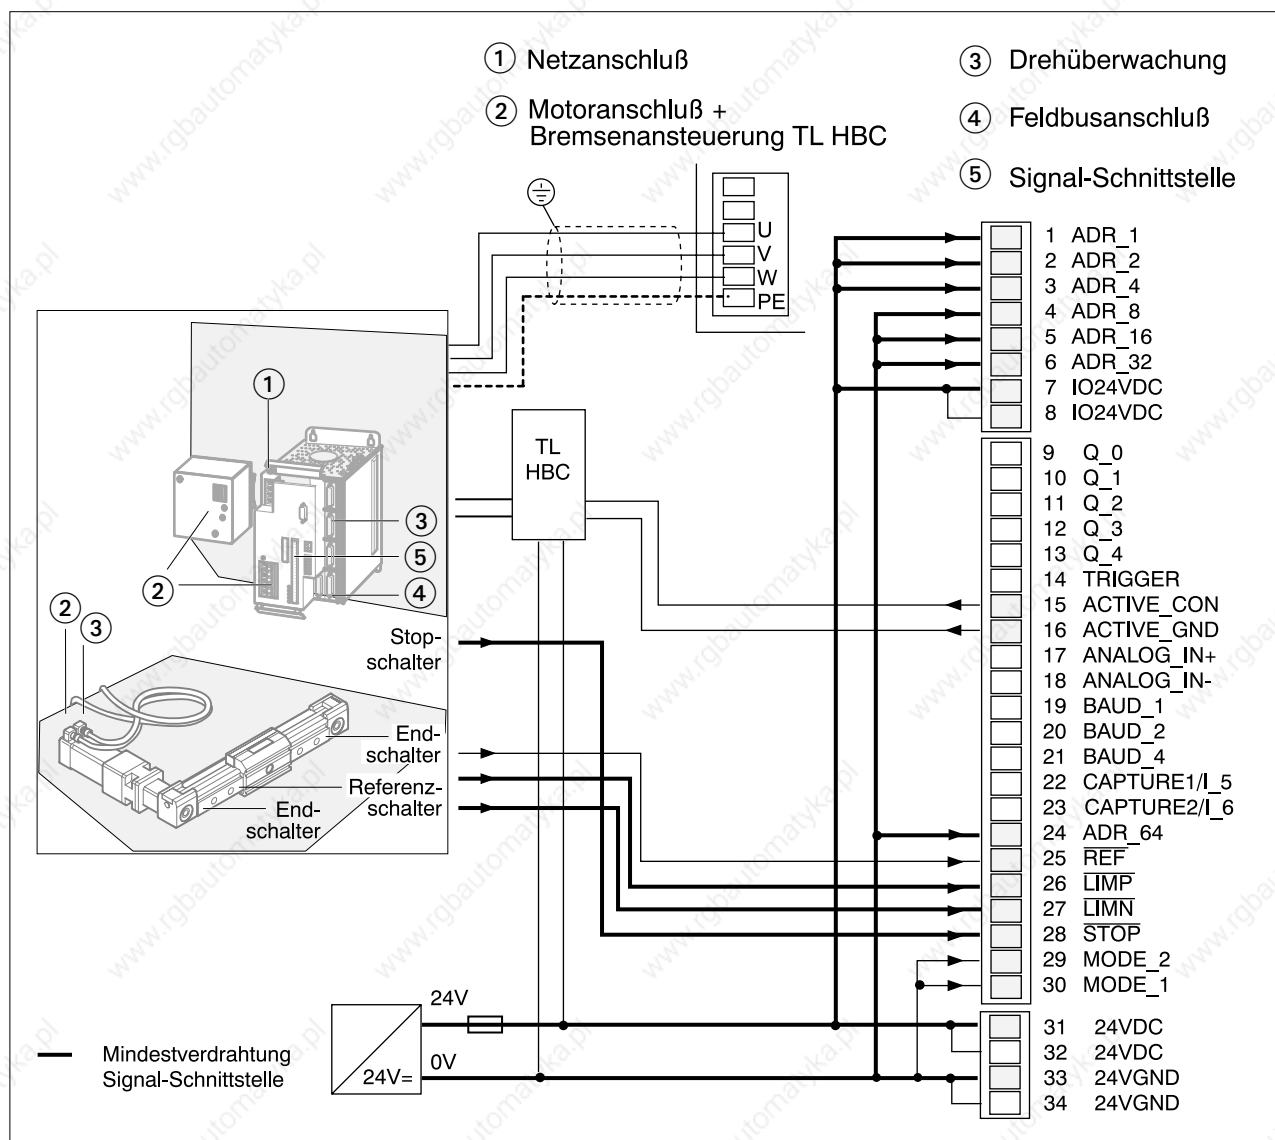 1 Netzanschluß
2 Motoranschluß +
Bremsenansteuerung TL HBC
3 Drehüberwachung
4 Feldbusanschluß
5 Signal-Schnittstelle
U
V
W
PE
1 ADR_1
2 ADR_2
3 ADR_4
4 ADR_8
5 ADR_16
6 ADR_32
7 IO24VDC
8 IO24VDC
9 Q_0
10 Q_1
11 Q_2
12 Q_3
13 Q_4
14 TRIGGER
15 ACTIVE_CON
16 ACTIVE_GND
17 ANALOG_IN+
18 ANALOG_IN-
19 BAUD_1
20 BAUD_2
21 BAUD_4
22 CAPTURE1/I_5
23 CAPTURE2/I_6
24 ADR_64
25 REF
26 LIMP
27 LIMN
28 STOP
29 MODE_2
30 MODE_1
31 24VDC
32 24VDC
33 24VGND
34 24VGND
TL
HBC
1
3
5
4
2
2
3
Stop-
schalter
End-
schalter
Referenz-
schalter
End-
schalter
24V
0V
24V=
Mindestverdrahtung
Signal-Schnittstelle
www.rgbautomatyka.pl